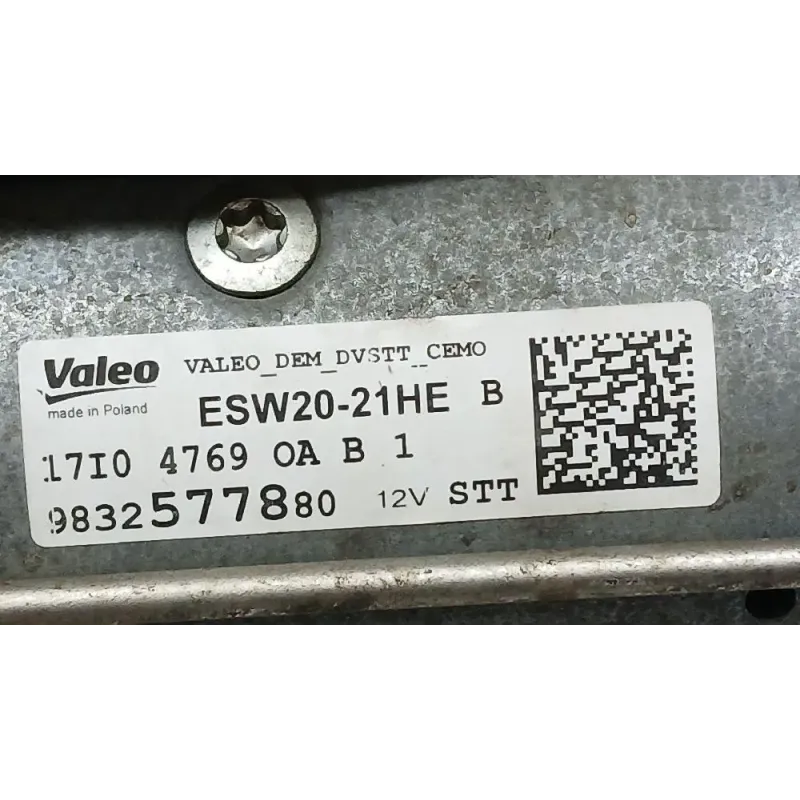 Valeo VALEO_DEM_DVSTT_CEMO
made in Poland ESW20-21HE B
17I0 4769 OA B 1
9832577880 12V STT